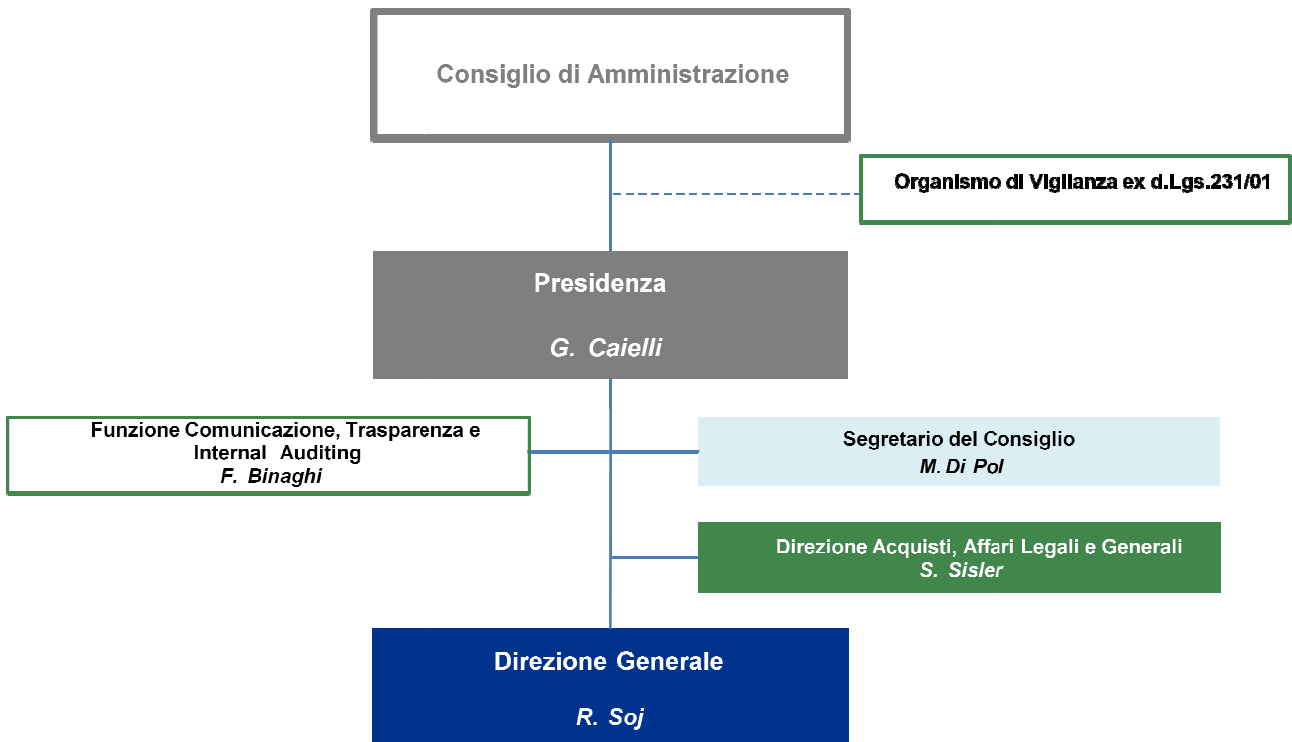 Consiglio di Amministrazione
Organismo di Vigilanza ex d.Lgs.231/01
Presidenza
G. Caielli
Funzione Comunicazione, Trasparenza e
Internal Auditing
F. Binaghi
Segretario del Consiglio
M. Di Pol
Direzione Acquisti, Affari Legali e Generali
S. Sisler
Direzione Generale
R. Soj